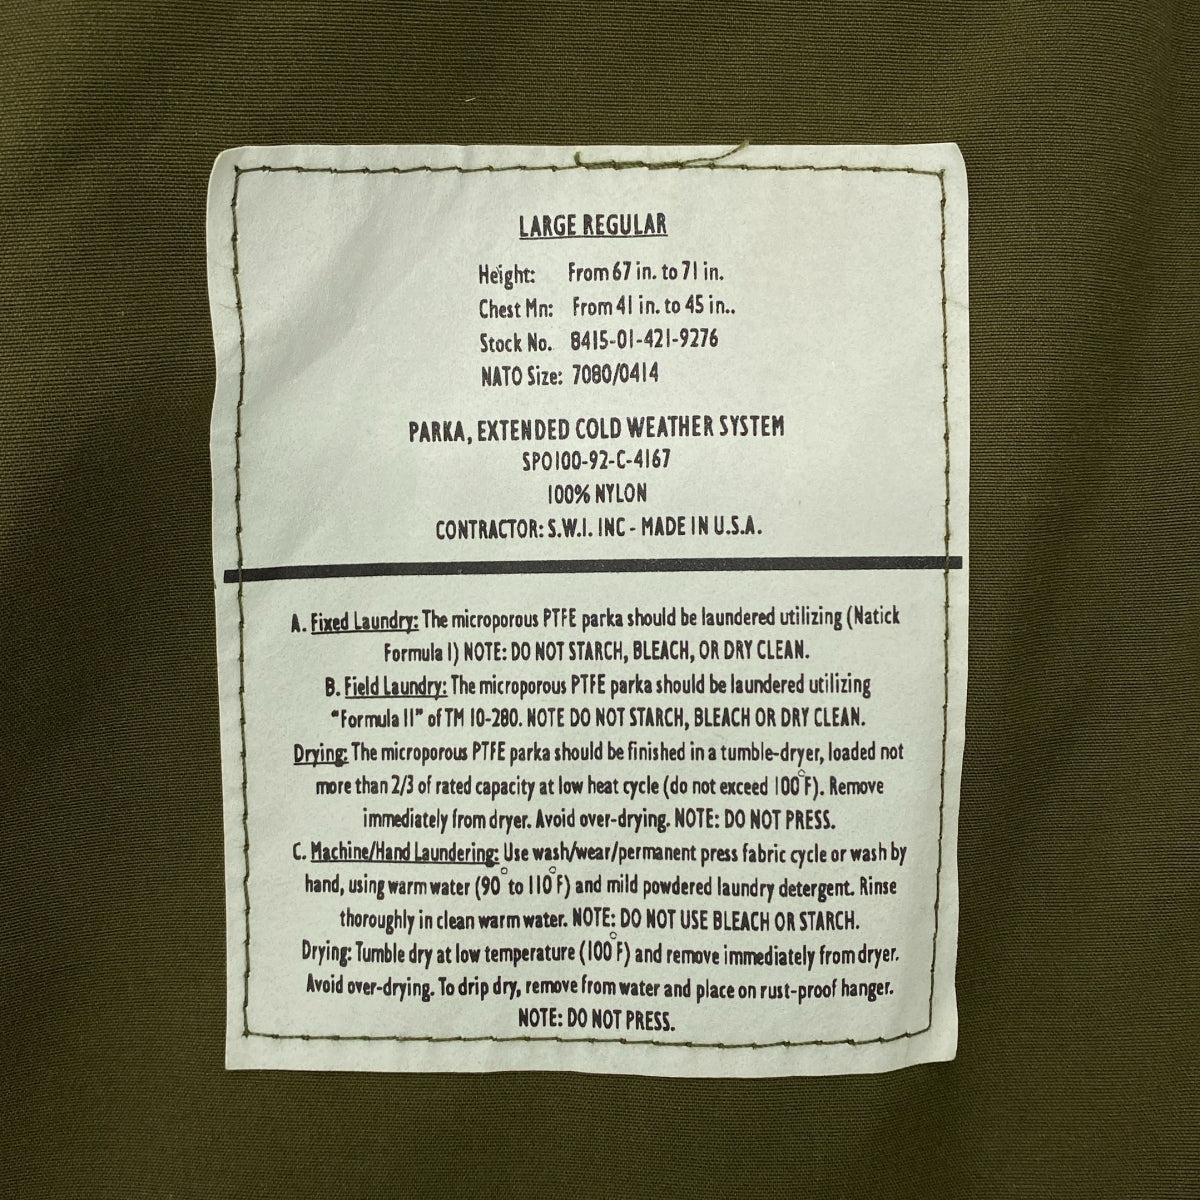 LARGE REGULAR
Height: From 67 in. to 71 in.
Chest Mn: From 41 in. to 45 in..
Stock No. 8415-01-421-9276
NATO Size: 7080/0414
PARKA, EXTENDED COLD WEATHER SYSTEM
SPO100-92-C-4167
100% NYLON
CONTRACTOR: S.W.I. INC - MADE IN U.S.A.
A. Fixed Laundry: The microporous PTFE parka should be laundered utilizing (Natick
Formula I) NOTE: DO NOT STARCH, BLEACH, OR DRY CLEAN.
B. Field Laundry: The microporous PTFE parka should be laundered utilizing
"Formula II" of TM 10-280. NOTE DO NOT STARCH, BLEACH OR DRY CLEAN.
Drying: The microporous PTFE parka should be finished in a tumble-dryer, loaded not
more than 2/3 of rated capacity at low heat cycle (do not exceed 100°F). Remove
immediately from dryer. Avoid over-drying. NOTE: DO NOT PRESS.
C. Machine/Hand Laundering: Use wash/wear/permanent press fabric cycle or wash by
hand, using warm water (90° to 110°F) and mild powdered laundry detergent. Rinse
thoroughly in clean warm water. NOTE: DO NOT USE BLEACH OR STARCH.
Drying: Tumble dry at low temperature (100°F) and remove immediately from dryer.
Avoid over-drying. To drip dry, remove from water and place on rust-proof hanger.
NOTE: DO NOT PRESS.